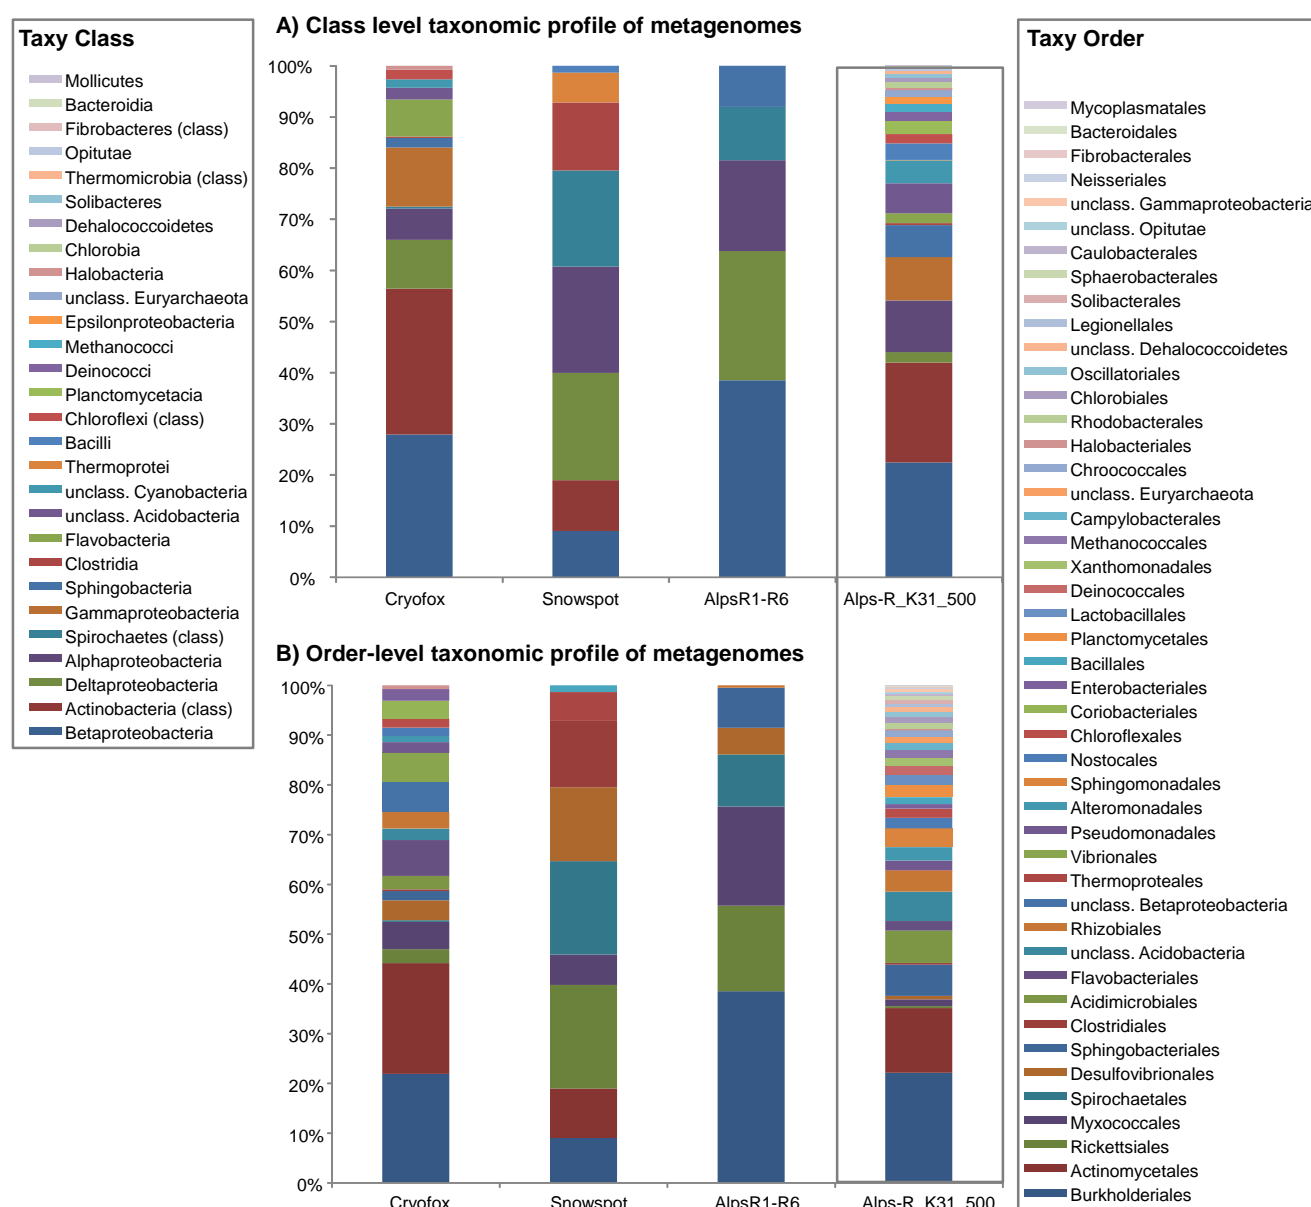 Taxy Class
Mollicutes
Bacteroidia
Fibrobacteres (class)
Opitutae
Thermomicrobia (class)
Solibacteres
Dehalococcoidetes
Chlorobia
Halobacteria
unclass. Euryarchaeota
Epsilonproteobacteria
Methanococci
Deinococci
Planctomycetacia
Chloroflexi (class)
Bacilli
Thermoprotei
unclass. Cyanobacteria
unclass. Acidobacteria
Flavobacteria
Clostridia
Sphingobacteria
Gammaproteobacteria
Spirochaetes (class)
Alphaproteobacteria
Deltaproteobacteria
Actinobacteria (class)
Betaproteobacteria
A) Class level taxonomic profile of metagenomes
100%
90%
80%
70%
60%
50%
40%
30%
20%
10%
0%
Cryofox
Snowspot
AlpsR1-R6
Alps-R_K31_500
B) Order-level taxonomic profile of metagenomes
100%
90%
80%
70%
60%
50%
40%
30%
20%
10%
0%
Cryofox
Snowspot
AlpsR1-R6
Alps-R_K31_500
Taxy Order
Mycoplasmatales
Bacteroidales
Fibrobacterales
Neisseriales
unclass. Gammaproteobacteria
unclass. Opitutae
Caulobacterales
Sphaerobacterales
Solibacterales
Legionellales
unclass. Dehalococcoidetes
Oscillatoriales
Chlorobiales
Rhodobacterales
Halobacteriales
Chroococcales
unclass. Euryarchaeota
Campylobacterales
Methanococcales
Xanthomonadales
Deinococcales
Lactobacillales
Planctomycetales
Bacillales
Enterobacteriales
Coriobacteriales
Chloroflexales
Nostocales
Sphingomonadales
Alteromonadales
Pseudomonadales
Vibrionales
Thermoproteales
unclass. Betaproteobacteria
Rhizobiales
unclass. Acidobacteria
Flavobacteriales
Acidimicrobiales
Clostridiales
Sphingobacteriales
Desulfovibrionales
Spirochaetales
Myxococcales
Rickettsiales
Actinomycetales
Burkholderiales